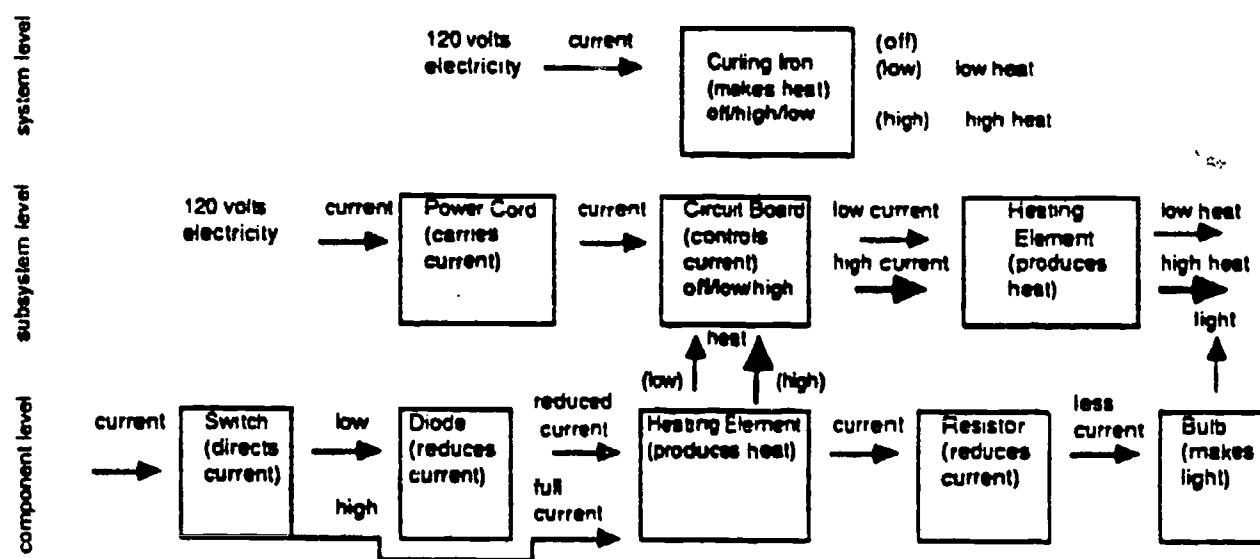 system level
120 volts
electricity
current
Curling Iron
(makes heat)
off/high/low
(off)
(low) low heat
(high) high heat
subsystem level
120 volts
electricity
current
Power Cord
(carries
current)
current
Circuit Board
(controls
current)
off/low/high
low current
high current
Heating
Element
(produces
heat)
low heat
high heat
light
heat
(low)
(high)
component level
current
Switch
(directs
current)
low
high
Diode
(reduces
current)
reduced
current
full
current
Heating Element
(produces heat)
current
Resistor
(reduces
current)
less
current
Bulb
(makes
light)